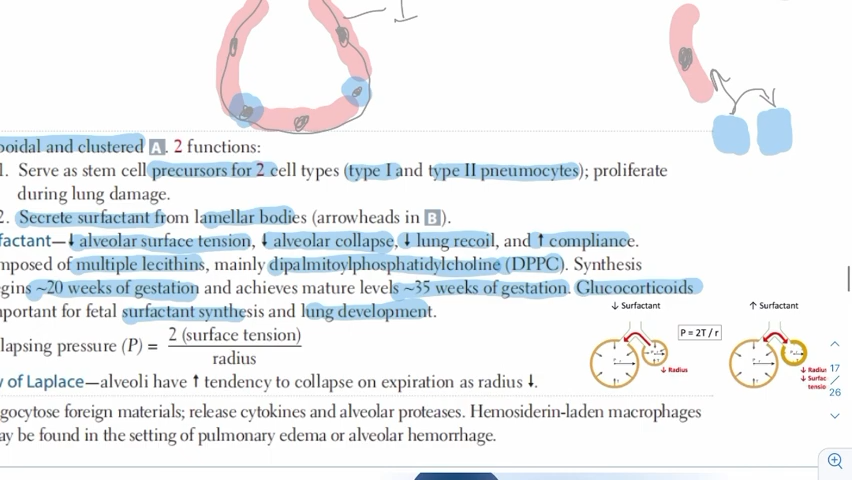 I
poidal and clustered A. 2 functions:
1. Serve as stem cell precursors for 2 cell types (type I and type II pneumocytes); proliferate
during lung damage.
2. Secrete surfactant from lamellar bodies (arrowheads in B).
factant—↓ alveolar surface tension, ↓ alveolar collapse, ↓ lung recoil, and ↑ compliance.
mposed of multiple lecithins, mainly dipalmitoylphosphatidylcholine (DPPC). Synthesis
gins ~20 weeks of gestation and achieves mature levels ~35 weeks of gestation. Glucocorticoids
portant for fetal surfactant synthesis and lung development.
↓ Surfactant
↑ Surfactant
lapsing pressure (P) = 2 (surface tension)
radius
P = 2T / r
↓ Radius
↓ Radius
↓ Surfac
tensio
17
/
26
y of Laplace—alveoli have ↑ tendency to collapse on expiration as radius ↓.
gocytose foreign materials; release cytokines and alveolar proteases. Hemosiderin-laden macrophages
ay be found in the setting of pulmonary edema or alveolar hemorrhage.